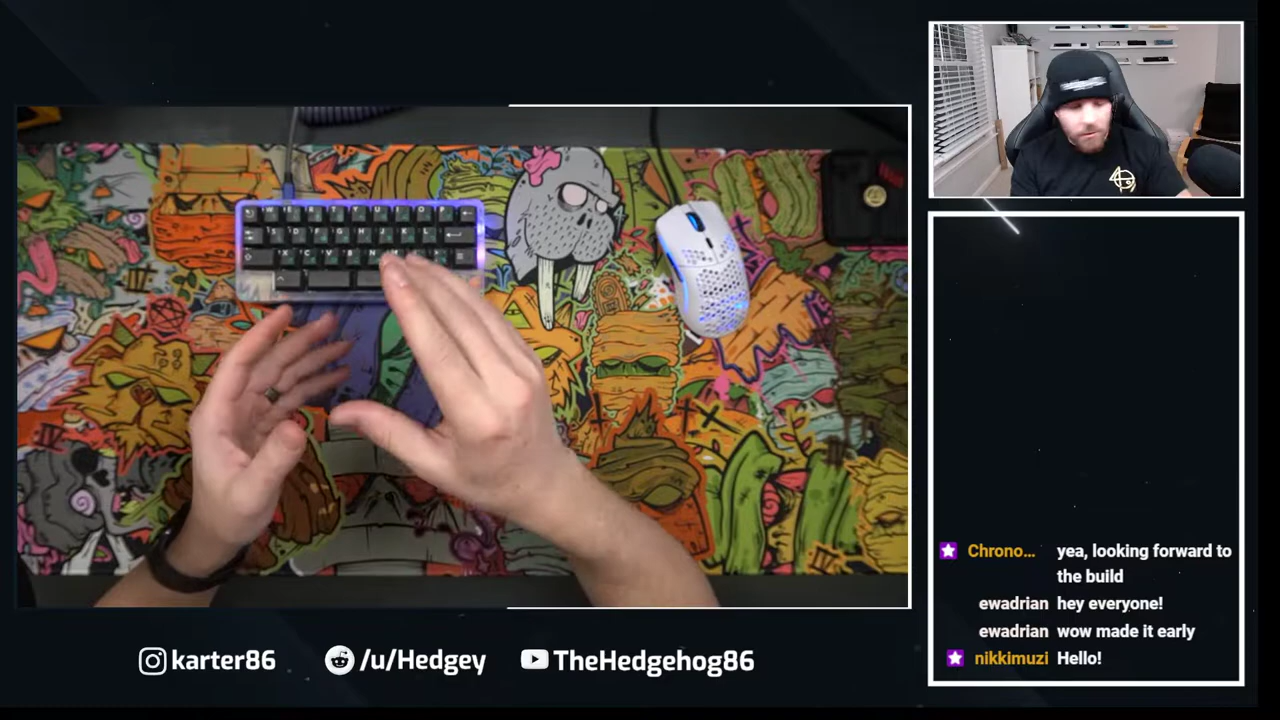 Chrono... yea, looking forward to
the build
ewadrian hey everyone!
ewadrian wow made it early
nikkimuzi Hello!
karter86 /u/Hedgey TheHedgehog86